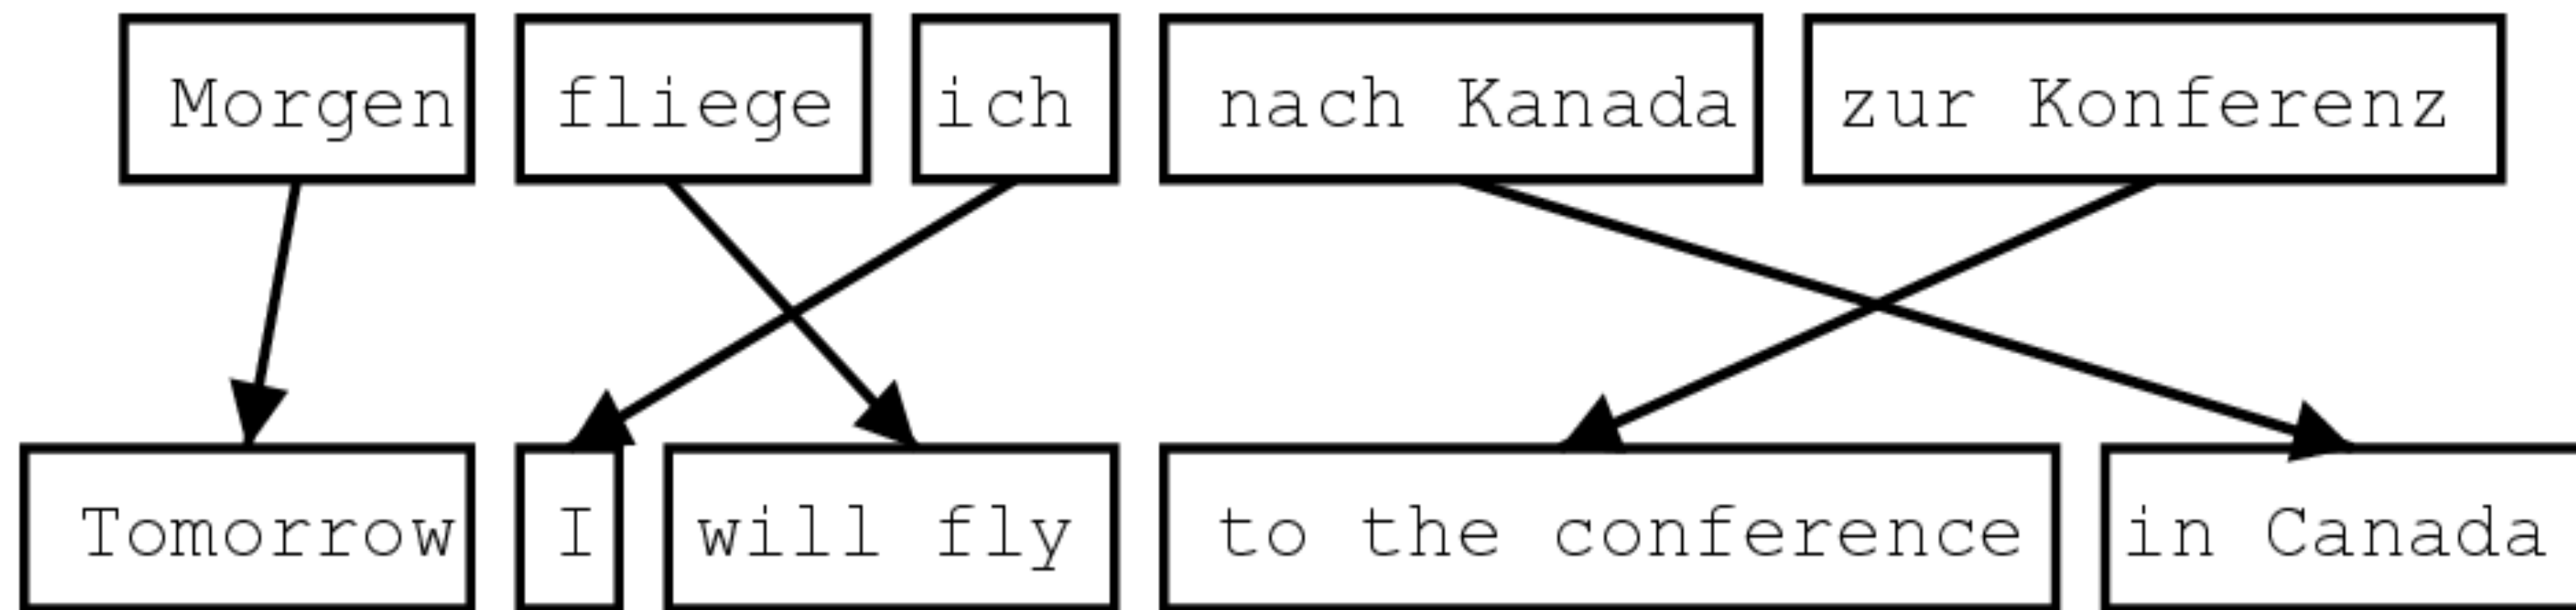 Morgen fliege ich nach Kanada zur Konferenz
Tomorrow I will fly to the conference in Canada